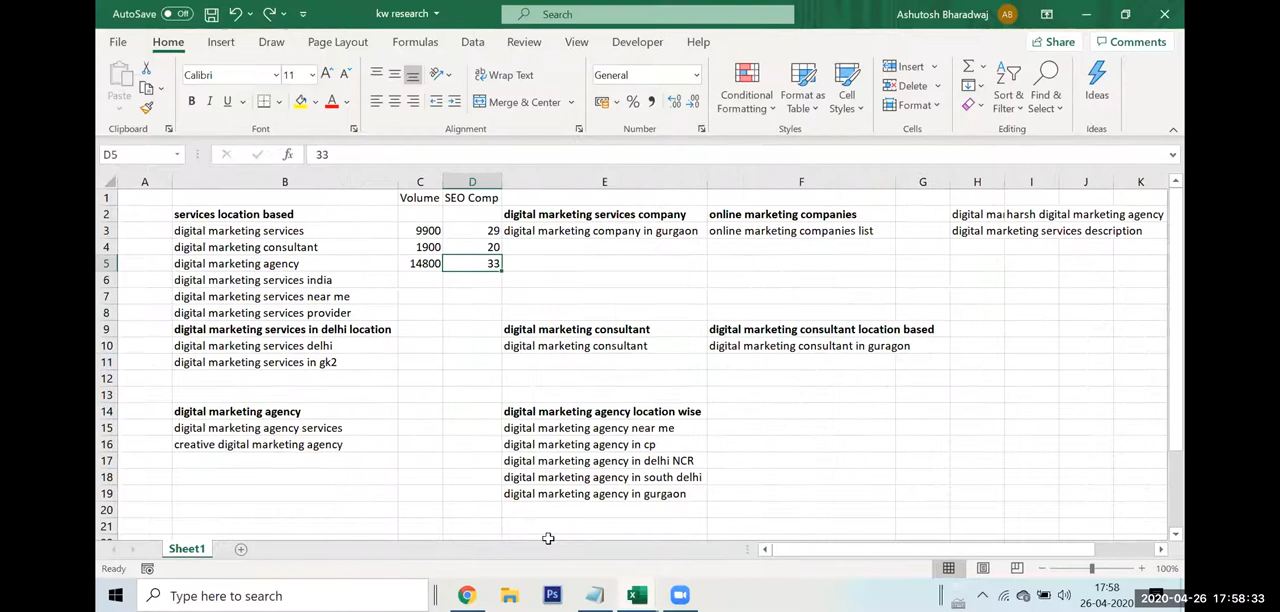 AutoSave Off kw research Search Ashutosh Bharadwaj AB
File Home Insert Draw Page Layout Formulas Data Review View Developer Help Share Comments
Paste Calibri 11 Wrap Text General Conditional Formatting Format as Table Cell Styles Insert Sort & Filter Find & Select Ideas
B I U A Merge & Center % Delete Format
Clipboard Font Alignment Number Styles Cells Editing Ideas
D5 fx 33
A B C D E F G H I J K
1 Volume SEO Comp
2 services location based digital marketing services company online marketing companies digital mar harsh digital marketing agency
3 digital marketing services 9900 29 digital marketing company in gurgaon online marketing companies list digital marketing services description
4 digital marketing consultant 1900 20
5 digital marketing agency 14800 33
6 digital marketing services india
7 digital marketing services near me
8 digital marketing services provider
9 digital marketing services in delhi location digital marketing consultant digital marketing consultant location based
10 digital marketing services delhi digital marketing consultant digital marketing consultant in guragon
11 digital marketing services in gk2
12
13
14 digital marketing agency digital marketing agency location wise
15 digital marketing agency services digital marketing agency near me
16 creative digital marketing agency digital marketing agency in cp
17 digital marketing agency in delhi NCR
18 digital marketing agency in south delhi
19 digital marketing agency in gurgaon
20
21
Sheet1
Ready 100%
Type here to search Ps 17:58
26-04-2020
2020-04-26 17:58:33